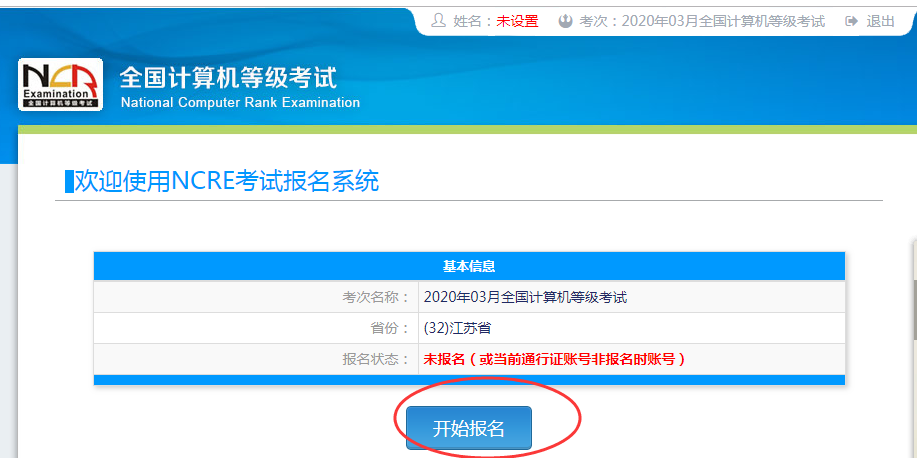 姓名：未设置 考次：2020年03月全国计算机等级考试 退出
NCR
Examination
全国计算机等级考试
全国计算机等级考试
National Computer Rank Examination
欢迎使用NCRE考试报名系统
基本信息
考次名称： 2020年03月全国计算机等级考试
省份： (32)江苏省
报名状态： 未报名（或当前通行证账号非报名时账号）
开始报名